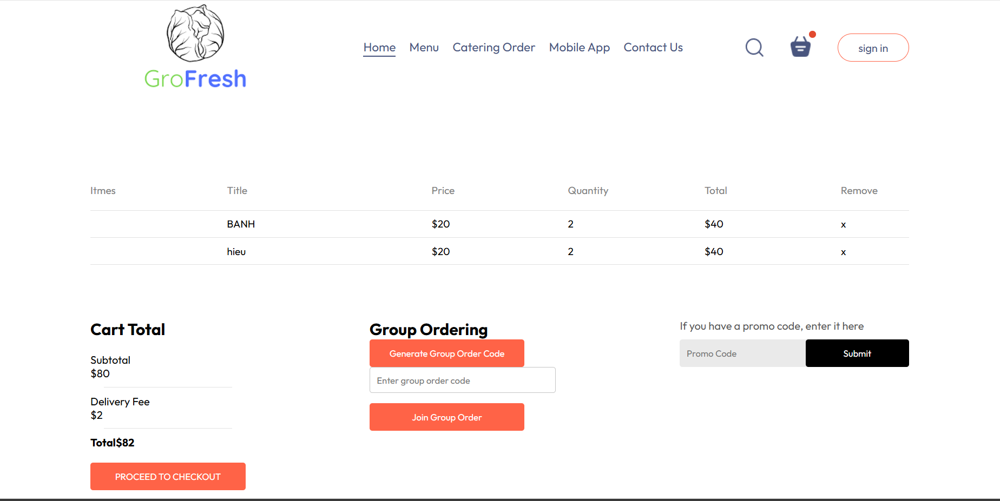 GroFresh
Home Menu Catering Order Mobile App Contact Us sign in
Itmes Title Price Quantity Total Remove
BANH $20 2 $40 x
hieu $20 2 $40 x
Cart Total
Subtotal
$80
Delivery Fee
$2
Total$82
PROCEED TO CHECKOUT
Group Ordering
Generate Group Order Code
Enter group order code
Join Group Order
If you have a promo code, enter it here
Promo Code Submit